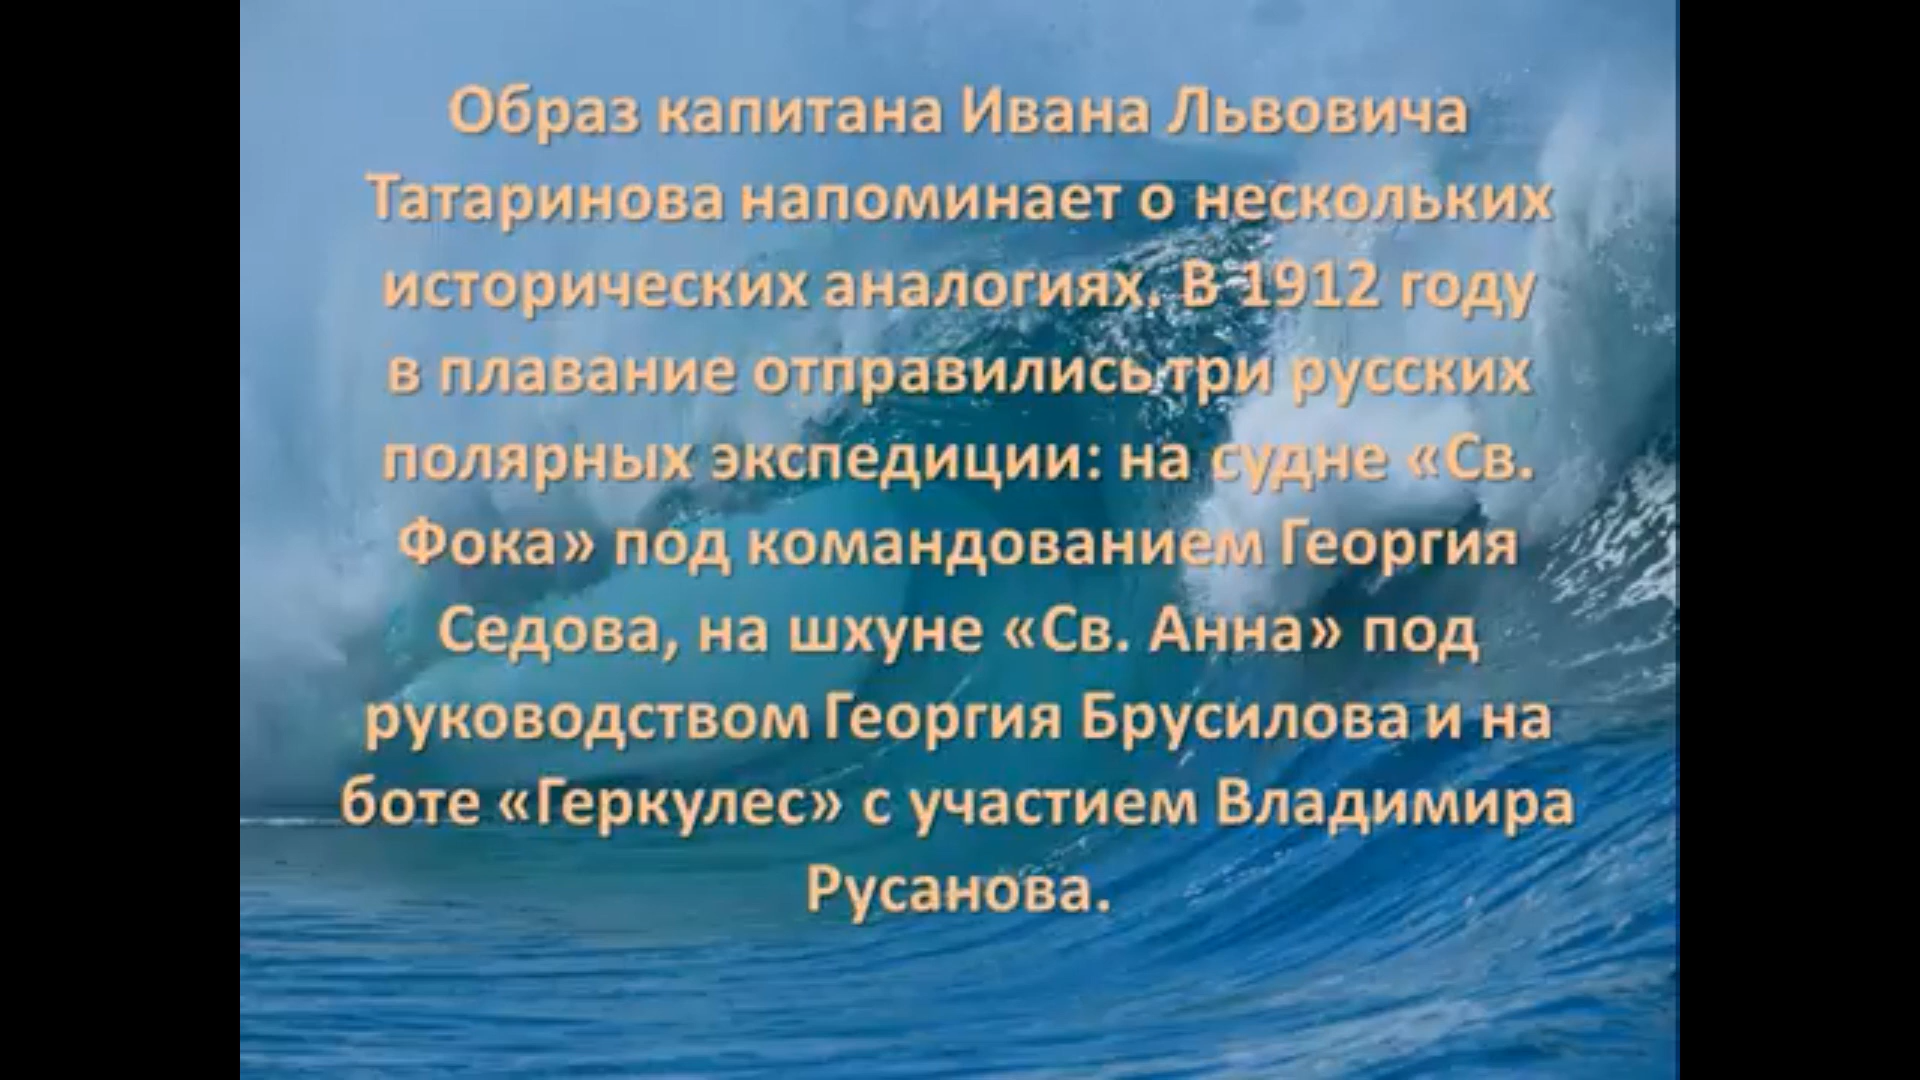 Образ капитана Ивана Львовича
Татаринова напоминает о нескольких
исторических аналогиях. В 1912 году
в плавание отправились три русских
полярных экспедиции: на судне «Св.
Фока» под командованием Георгия
Седова, на шхуне «Св. Анна» под
руководством Георгия Брусилова и на
боте «Геркулес» с участием Владимира
Русанова.